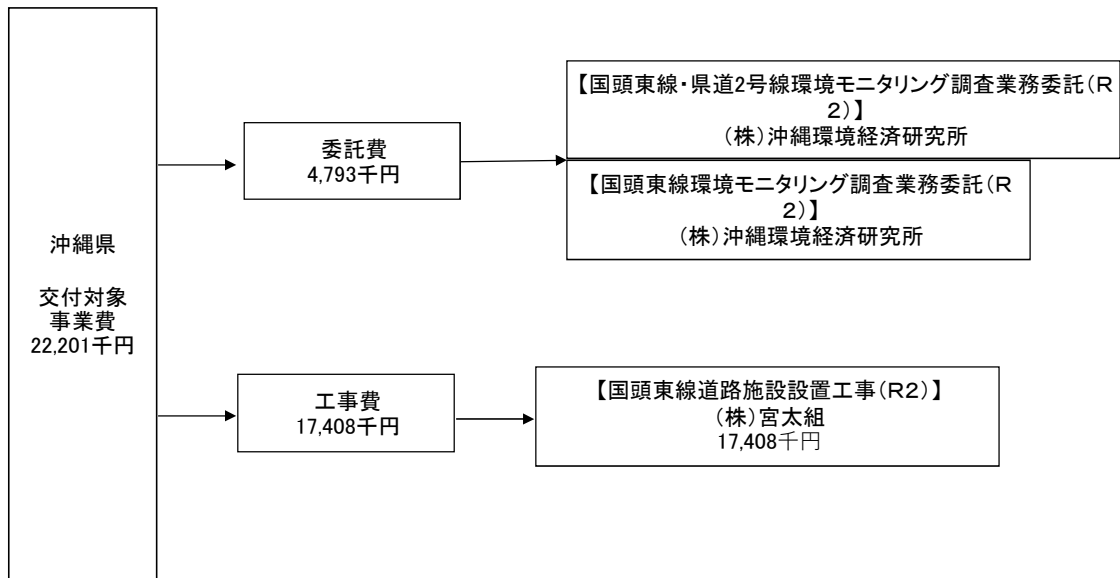 沖縄県
交付対象
事業費
22,201千円
委託費
4,793千円
【国頭東線・県道2号線環境モニタリング調査業務委託(R
2)】
(株)沖縄環境経済研究所
【国頭東線環境モニタリング調査業務委託(R
2)】
(株)沖縄環境経済研究所
工事費
17,408千円
【国頭東線道路施設設置工事(R2)】
(株)宮太組
17,408千円